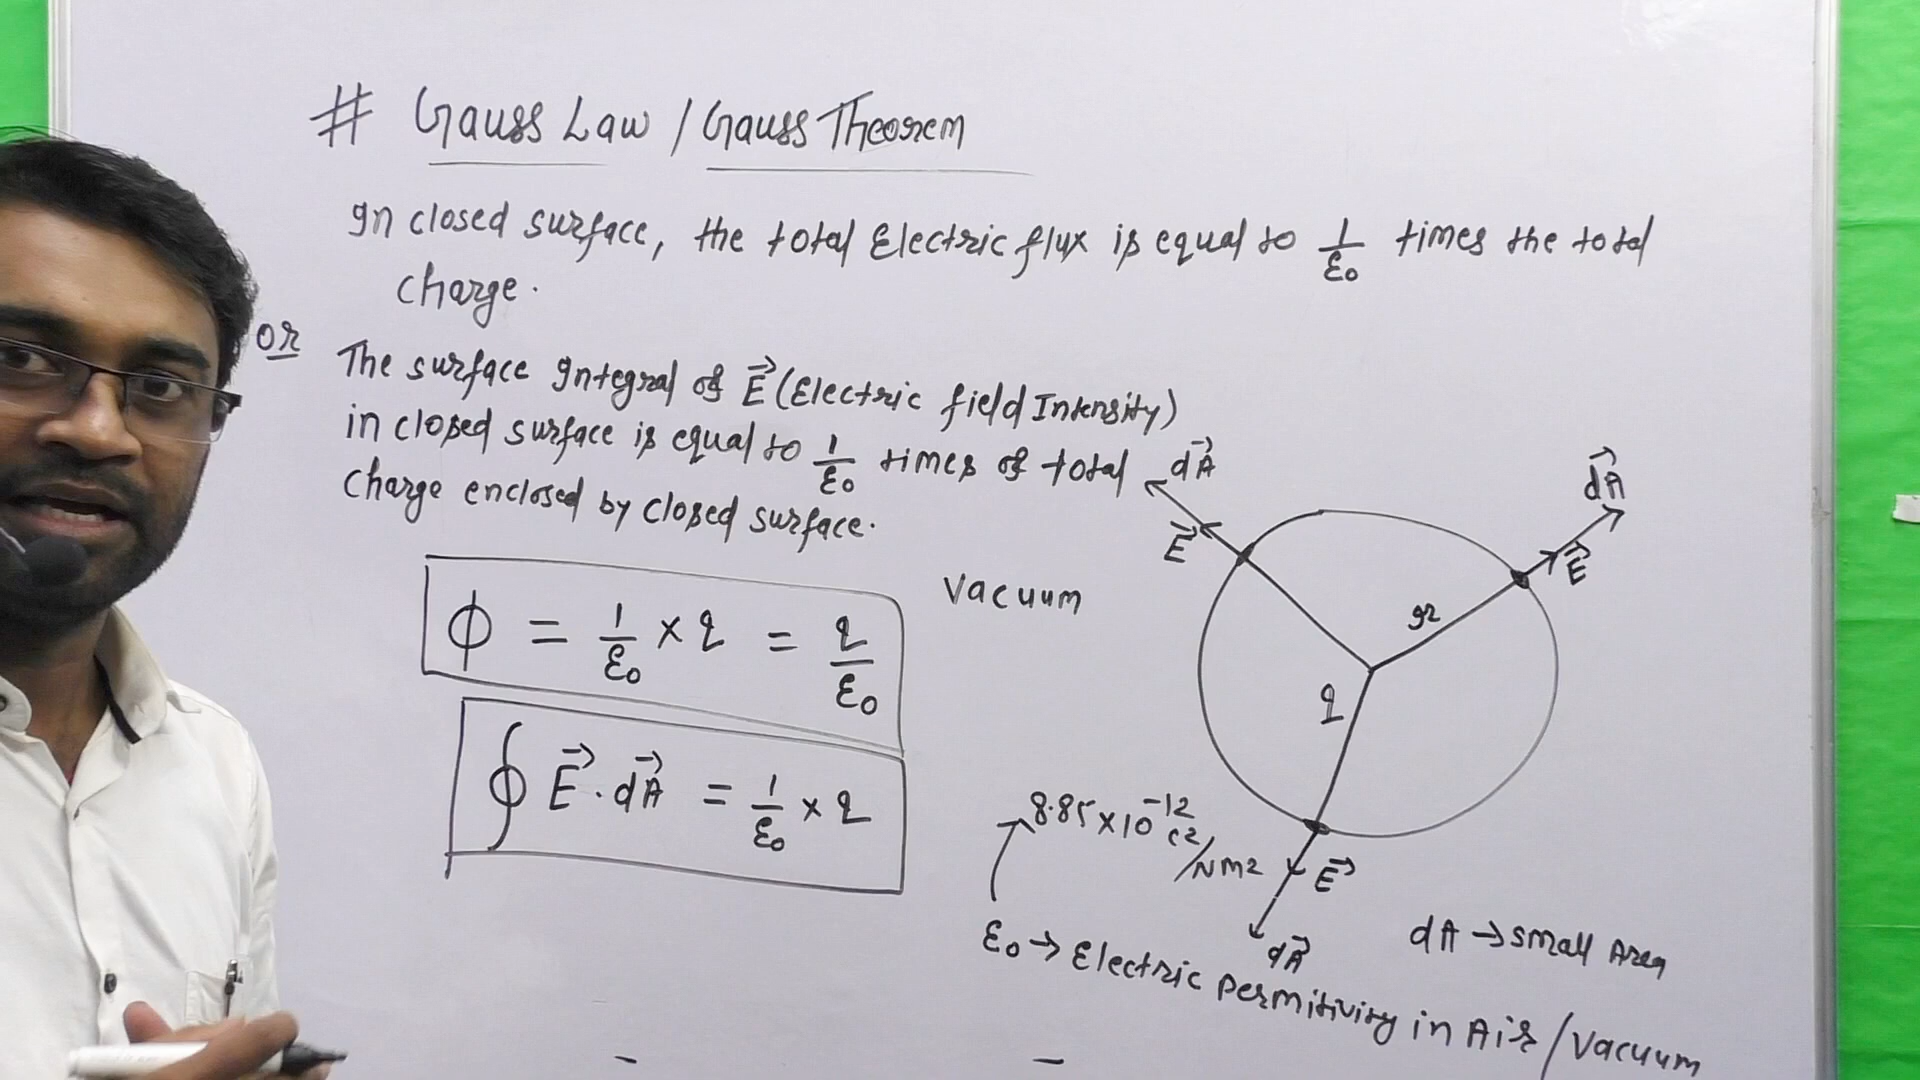 # Gauss Law / Gauss Theorem
In closed surface, the total Electric flux is equal to 1/ε₀ times the total
charge.
or
The surface Integral of E⃗ (Electric field Intensity)
in closed surface is equal to 1/ε₀ times of total
charge enclosed by closed surface.
ϕ = 1/ε₀ × q = q/ε₀
∮ E⃗ . dA⃗ = 1/ε₀ × q
Vacuum
dA⃗
E⃗
dA⃗
E⃗
r
q
E⃗
dA⃗
8.85 × 10⁻¹² C²/Nm²
ε₀ → Electric Permitivity in Air / Vacuum
dA → small Area